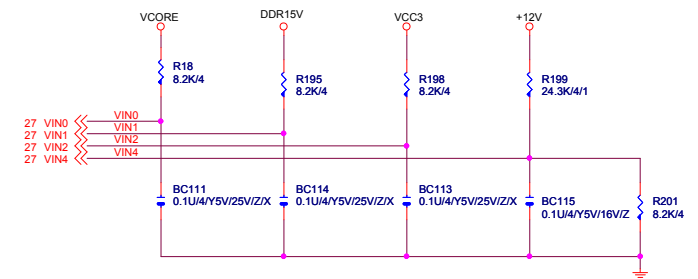 VCORE DDR15V VCC3 +12V
R18
8.2K/4
R195
8.2K/4
R198
8.2K/4
R199
24.3K/4/1
27 VIN0 VIN0
27 VIN1 VIN1
27 VIN2 VIN2
27 VIN4 VIN4
BC111
0.1U/4/Y5V/25V/Z/X
BC114
0.1U/4/Y5V/25V/Z/X
BC113
0.1U/4/Y5V/25V/Z/X
BC115
0.1U/4/Y5V/16V/Z
R201
8.2K/4